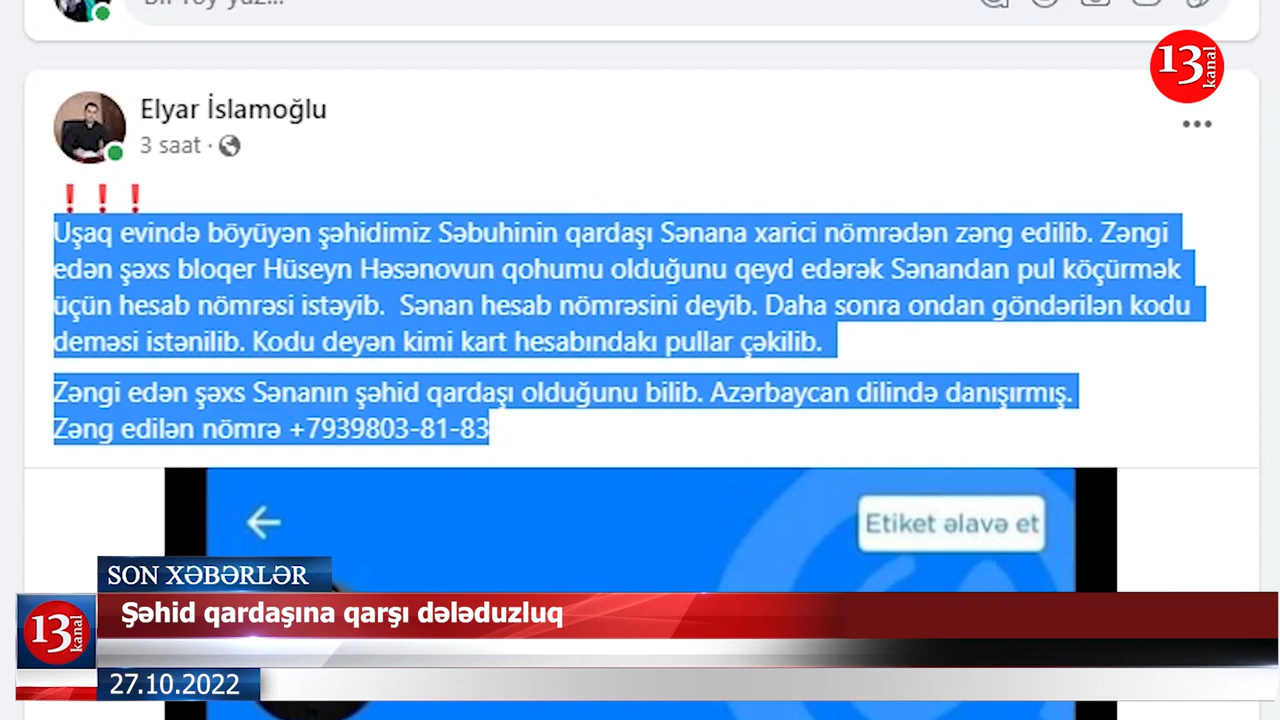 13
kanal
Elyar İslamoğlu
3 saat ·
❗❗❗
Uşaq evində böyüyən şəhidimiz Səbuhinin qardaşı Sənana xarici nömrədən zəng edilib. Zəngi
edən şəxs bloqer Hüseyn Həsənovun qohumu olduğunu qeyd edərək Sənandan pul köçürmək
üçün hesab nömrəsi istəyib. Sənan hesab nömrəsini deyib. Daha sonra ondan göndərilən kodu
deməsi istənilib. Kodu deyən kimi kart hesabındakı pullar çəkilib.
Zəngi edən şəxs Sənanın şəhid qardaşı olduğunu bilib. Azərbaycan dilində danışırmış.
Zəng edilən nömrə +7939803-81-83
Etiket əlavə et
SON XƏBƏRLƏR
Şəhid qardaşına qarşı dələduzluq
13
kanal
27.10.2022